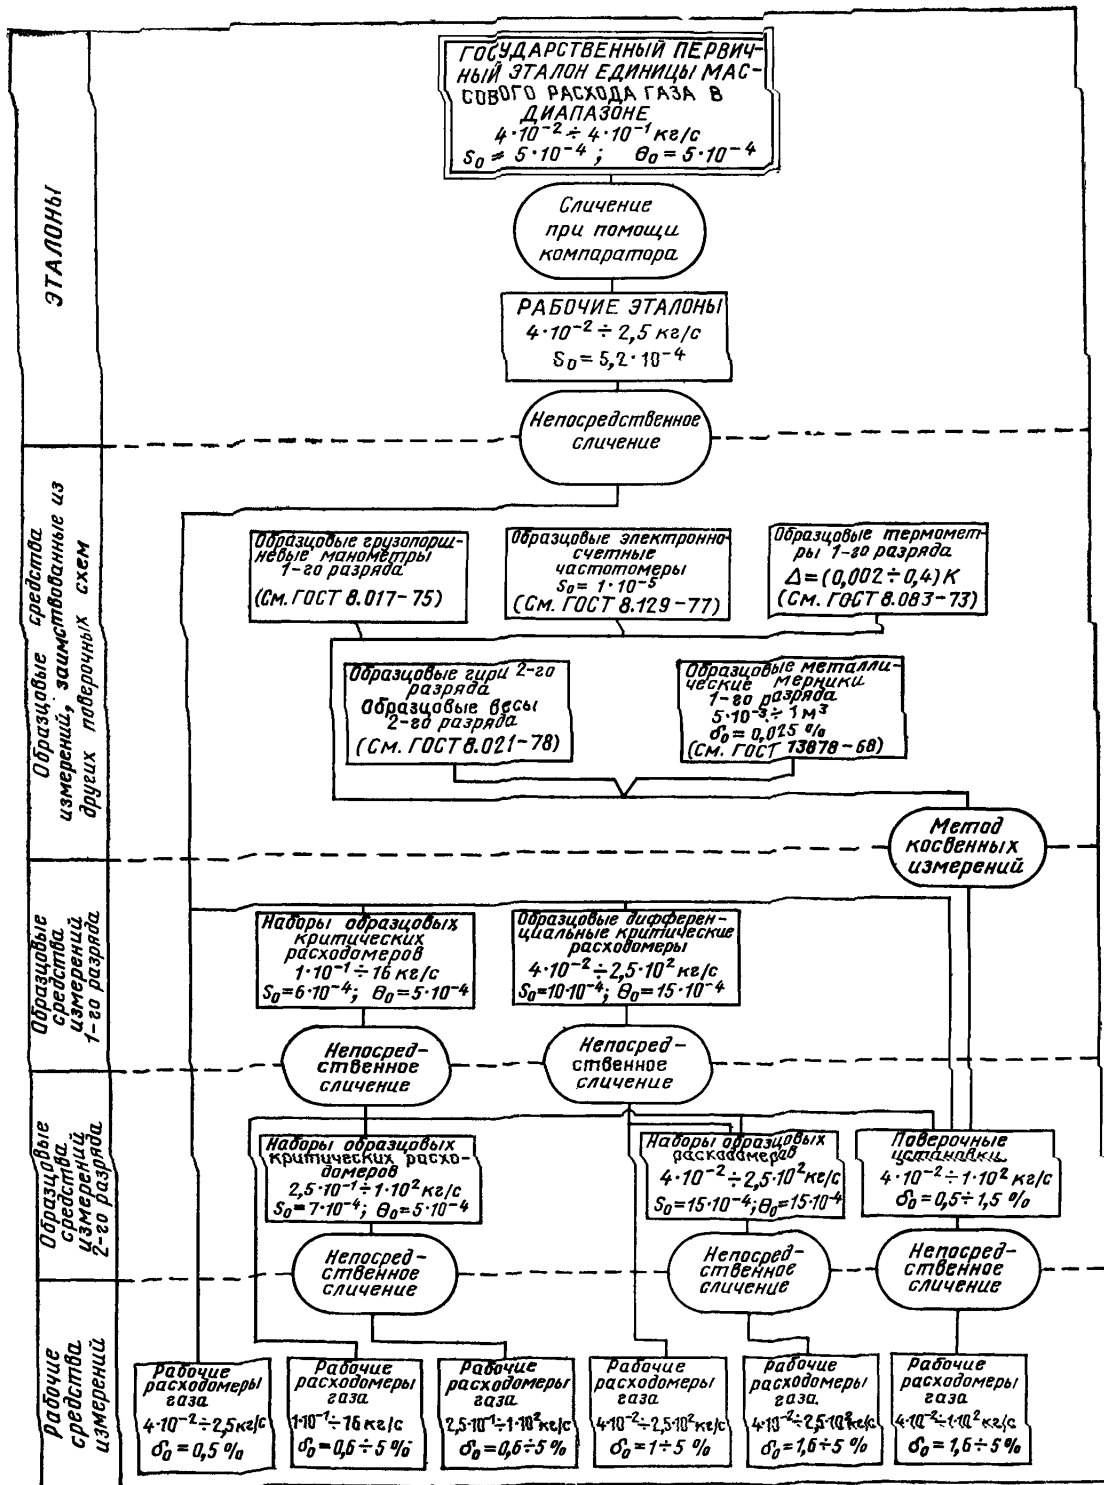 ГОСУДАРСТВЕННЫЙ ПЕРВИЧ-
НЫЙ ЭТАЛОН ЕДИНИЦЫ МАС-
СОВОГО РАСХОДА ГАЗА В
ДИАПАЗОНЕ
4·10⁻² ÷ 4·10⁻¹ кг/с
S₀ ≠ 5·10⁻⁴ ; Θ₀ = 5·10⁻⁴
Сличение
при помощи
компаратора
РАБОЧИЕ ЭТАЛОНЫ
4·10⁻² ÷ 2,5 кг/с
S₀ = 5,2·10⁻⁴
Непосредственное
сличение
ЭТАЛОНЫ
Образцовые средства
измерений, заимствованные из
других поверочных схем
Образцовые грузопорш-
невые манометры
1-го разряда
(См. ГОСТ 8.017-75)
Образцовые электронно-
счетные
частотомеры
S₀ = 1·10⁻⁵
(См. ГОСТ 8.129-77)
Образцовые термомет-
ры 1-го разряда
Δ = (0,002 ÷ 0,4) К
(См. ГОСТ 8.083-73)
Образцовые гири 2-го
разряда
Образцовые весы
2-го разряда
(См. ГОСТ 8.021-78)
Образцовые металли-
ческие мерники
1-го разряда
5·10⁻³ ÷ 1 м³
δ₀ = 0,025 %
(См. ГОСТ 13878-68)
Метод
косвенных
измерений
Образцовые
средства
измерений
1-го разряда
Наборы образцовых
критических
расходомеров
1·10⁻¹ ÷ 16 кг/с
S₀=6·10⁻⁴; Θ₀=5·10⁻⁴
Образцовые дифферен-
циальные критические
расходомеры
4·10⁻² ÷ 2,5·10² кг/с
S₀=10·10⁻⁴; Θ₀=15·10⁻⁴
Непосред-
ственное
сличение
Непосред-
ственное
сличение
Образцовые
средства
измерений
2-го разряда
Наборы образцовых
критических расхо-
домеров
2,5·10⁻¹ ÷ 1·10² кг/с
S₀=7·10⁻⁴; Θ₀=5·10⁻⁴
Наборы образцовых
расходомеров
4·10⁻² ÷ 2,5·10² кг/с
S₀=15·10⁻⁴; Θ₀=15·10⁻⁴
Поверочные
установки
4·10⁻² ÷ 1·10² кг/с
δ₀ = 0,5 ÷ 1,5 %
Непосред-
ственное
сличение
Непосред-
ственное
сличение
Непосред-
ственное
сличение
Рабочие
средства
измерений
Рабочие
расходомеры
газа
4·10⁻² ÷ 2,5 кг/с
δ₀ = 0,5 %
Рабочие
расходомеры
газа
1·10⁻¹ ÷ 16 кг/с
δ₀ = 0,6 ÷ 5 %
Рабочие
расходомеры
газа
2,5·10⁻¹ ÷ 1·10² кг/с
δ₀ = 0,6 ÷ 5 %
Рабочие
расходомеры
газа
4·10⁻² ÷ 2,5·10² кг/с
δ₀ = 1 ÷ 5 %
Рабочие
расходомеры
газа.
4·10⁻² ÷ 2,5·10² кг/с
δ₀ = 1,6 ÷ 5 %
Рабочие
расходомеры
газа
4·10⁻² ÷ 1·10² кг/с
δ₀ = 1,6 ÷ 5 %